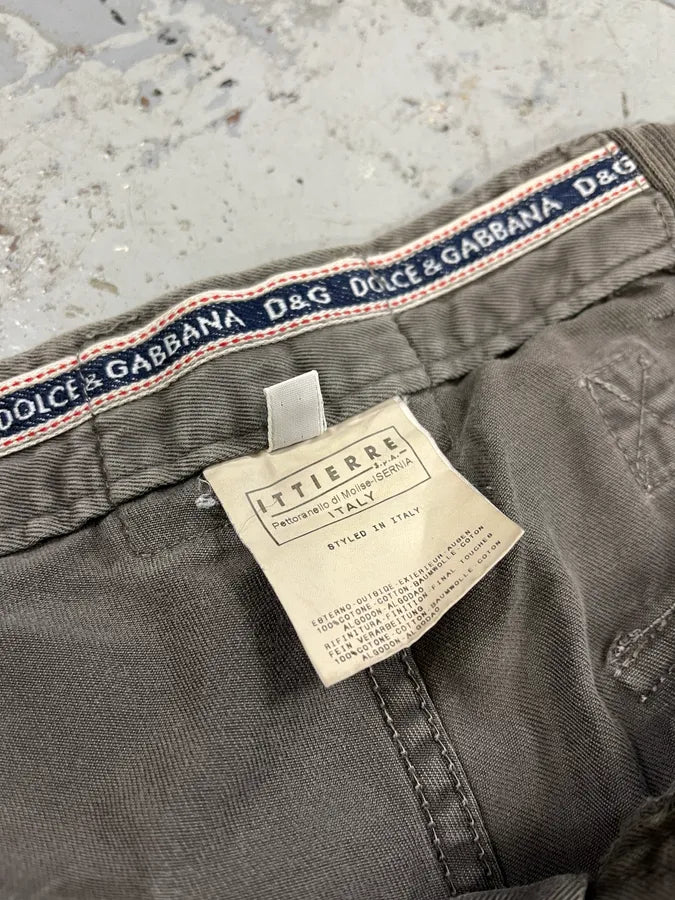 DOLCE & GABBANA D&G DOLCE & GABBANA D&G
ITTIERRE
S.p.A.
Pettoranello di Molise-ISERNIA
ITALY
STYLED IN ITALY
ESTERNO-OUTSIDE-EXTERIEUR-AUBEN
100%COTONE-COTTON-BAUMWOLLE-COTON
ALGODON-ALGODAO
RIFINITURA-FINITION-FINAL TOUCHES
FEIN VERARBEITUNG
100%COTONE-COTTON-BAUMWOLLE COTON
ALGODON-ALGODAO